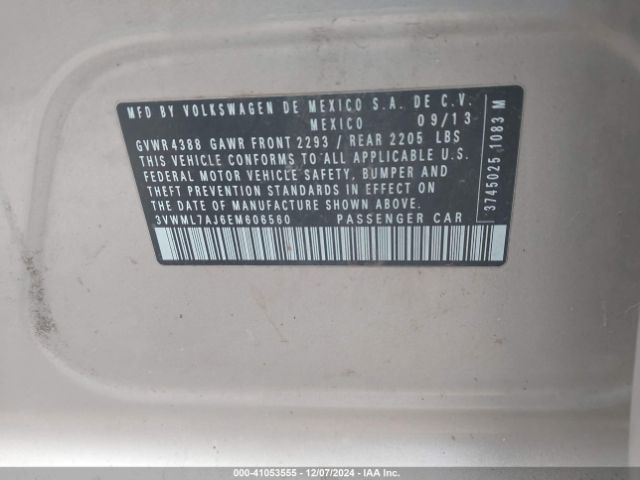 MFD BY VOLKSWAGEN DE MEXICO S.A. DE C.V.
MEXICO 09/13
GVWR 4388 GAWR FRONT 2293 / REAR 2205 LBS
THIS VEHICLE CONFORMS TO ALL APPLICABLE U.S.
FEDERAL MOTOR VEHICLE SAFETY, BUMPER AND
THEFT PREVENTION STANDARDS IN EFFECT ON
THE DATE OF MANUFACTURE SHOWN ABOVE.
3VWML7AJ6EM606560 PASSENGER CAR
3745025 1083 M
000-41053555 - 12/07/2024 - IAA Inc.